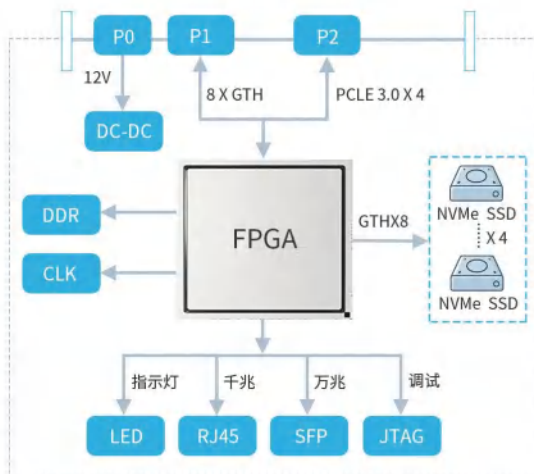 P0
P1
P2
12V
8 X GTH
PCLE 3.0 X 4
DC-DC
DDR
FPGA
GTHX8
NVMe SSD
X 4
CLK
NVMe SSD
指示灯
千兆
万兆
调试
LED
RJ45
SFP
JTAG